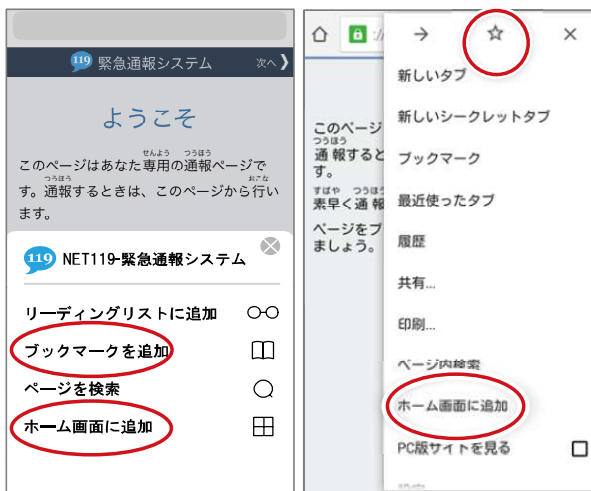 119 緊急通報システム 次へ ❯
ようこそ
せんよう つうほう
このページはあなた専用の通報ページで
つうほう おこな
す。通報するときは、このページから行い
ます。
119 NET119-緊急通報システム
リーディングリストに追加
ブックマークを追加
ページを検索
ホーム画面に追加
このページ
つうほう
通報すると
す。
すばや つうほう
素早く通報
ページをブ
ましょう。
新しいタブ
新しいシークレットタブ
ブックマーク
最近使ったタブ
履歴
共有...
印刷...
ページ内検索
ホーム画面に追加
PC版サイトを見る